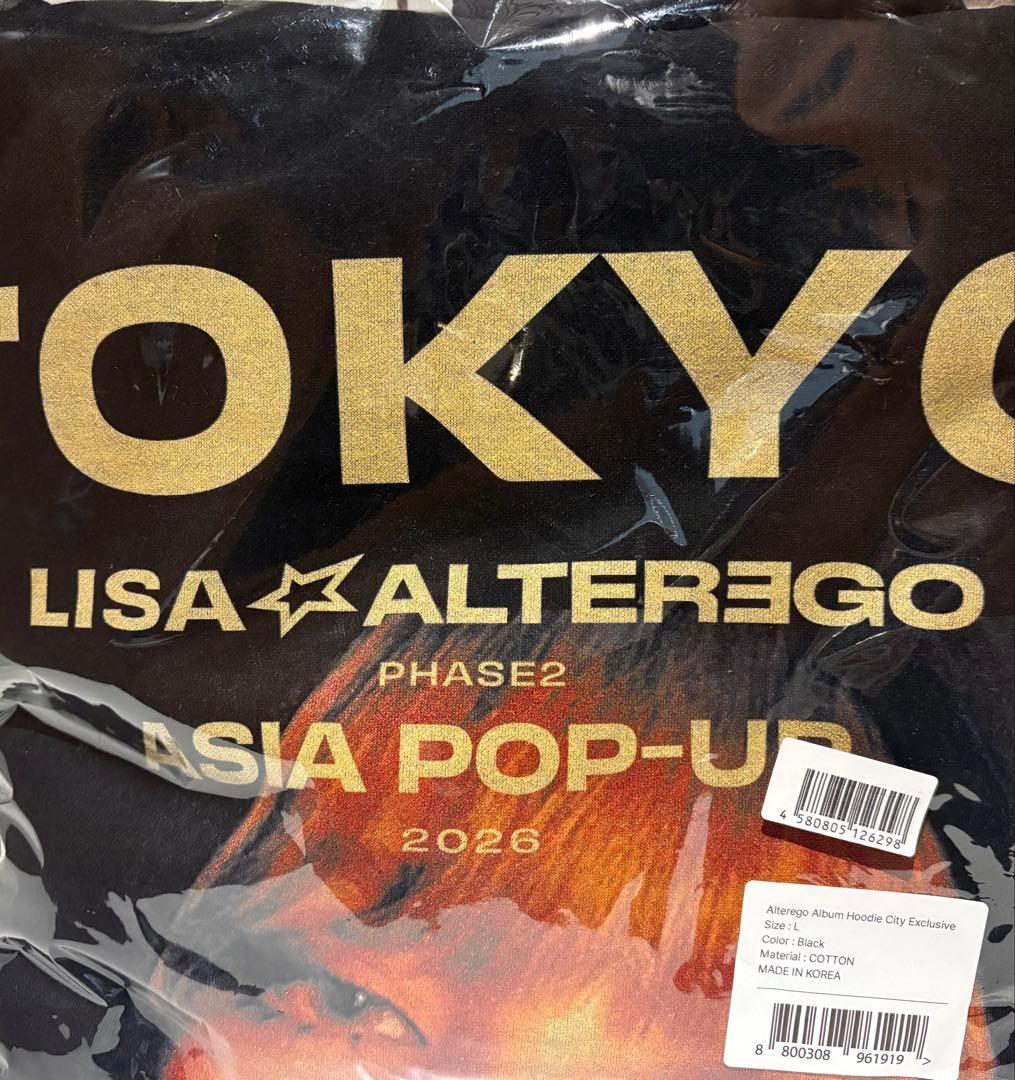 TOKYO
LISA ALTERƎGO
PHASE2
ASIA POP-UP
2026
4 580805 126298
Alterego Album Hoodie City Exclusive
Size : L
Color : Black
Material : COTTON
MADE IN KOREA
8 800308 961919 >